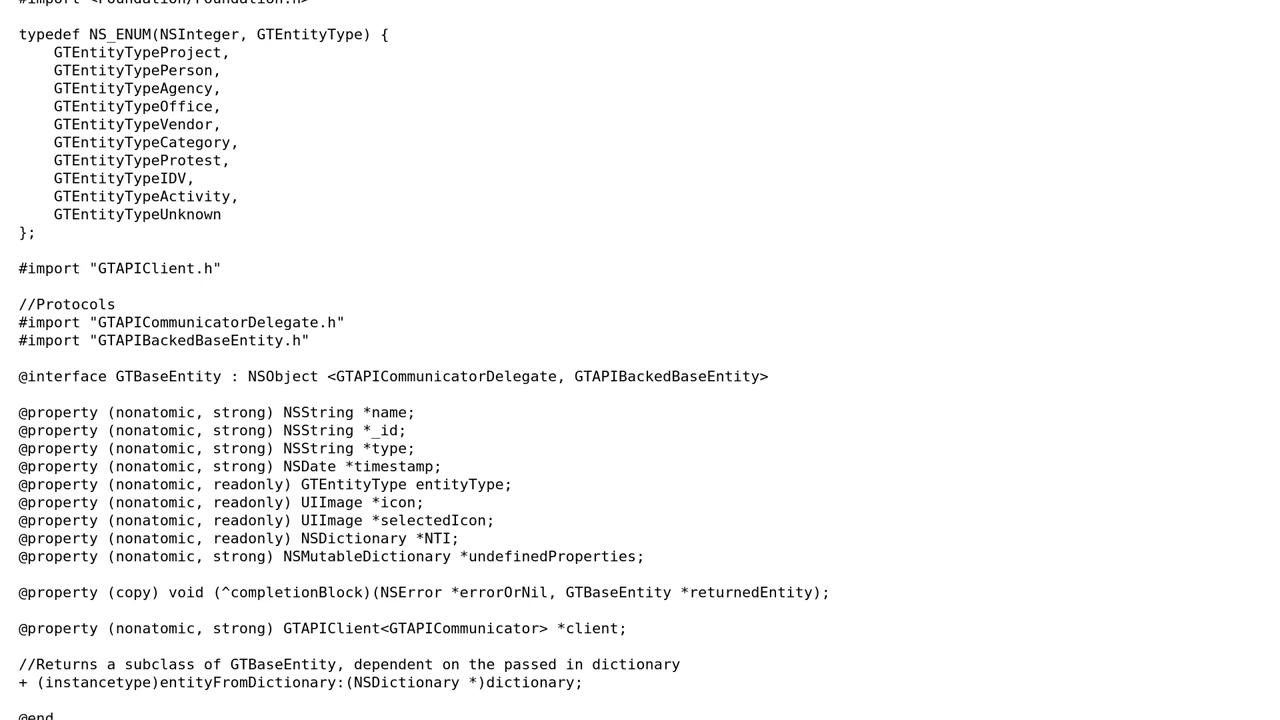 #import <Foundation/Foundation.h>
typedef NS_ENUM(NSInteger, GTEntityType) {
    GTEntityTypeProject,
    GTEntityTypePerson,
    GTEntityTypeAgency,
    GTEntityTypeOffice,
    GTEntityTypeVendor,
    GTEntityTypeCategory,
    GTEntityTypeProtest,
    GTEntityTypeIDV,
    GTEntityTypeActivity,
    GTEntityTypeUnknown
};
#import "GTAPIClient.h"
//Protocols
#import "GTAPICommunicatorDelegate.h"
#import "GTAPIBackedBaseEntity.h"
@interface GTBaseEntity : NSObject <GTAPICommunicatorDelegate, GTAPIBackedBaseEntity>
@property (nonatomic, strong) NSString *name;
@property (nonatomic, strong) NSString *_id;
@property (nonatomic, strong) NSString *type;
@property (nonatomic, strong) NSDate *timestamp;
@property (nonatomic, readonly) GTEntityType entityType;
@property (nonatomic, readonly) UIImage *icon;
@property (nonatomic, readonly) UIImage *selectedIcon;
@property (nonatomic, readonly) NSDictionary *NTI;
@property (nonatomic, strong) NSMutableDictionary *undefinedProperties;
@property (copy) void (^completionBlock)(NSError *errorOrNil, GTBaseEntity *returnedEntity);
@property (nonatomic, strong) GTAPIClient<GTAPICommunicator> *client;
//Returns a subclass of GTBaseEntity, dependent on the passed in dictionary
+ (instancetype)entityFromDictionary:(NSDictionary *)dictionary;
@end